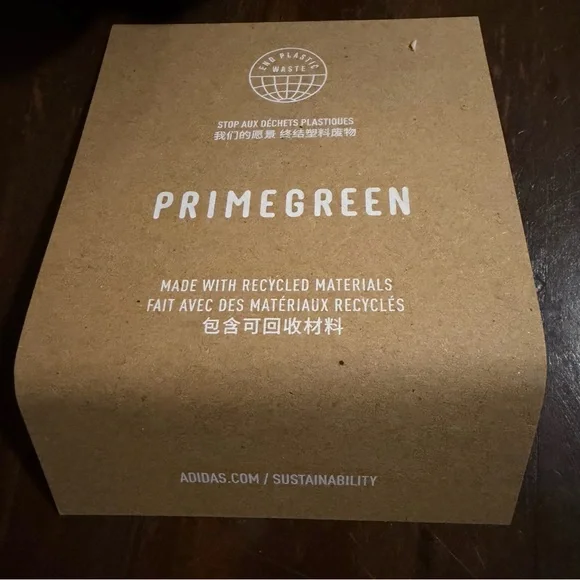 END PLASTIC
WASTE
STOP AUX DÉCHETS PLASTIQUES
我们的愿景 终结塑料废物
PRIMEGREEN
MADE WITH RECYCLED MATERIALS
FAIT AVEC DES MATÉRIAUX RECYCLÉS
包含可回收材料
ADIDAS.COM / SUSTAINABILITY